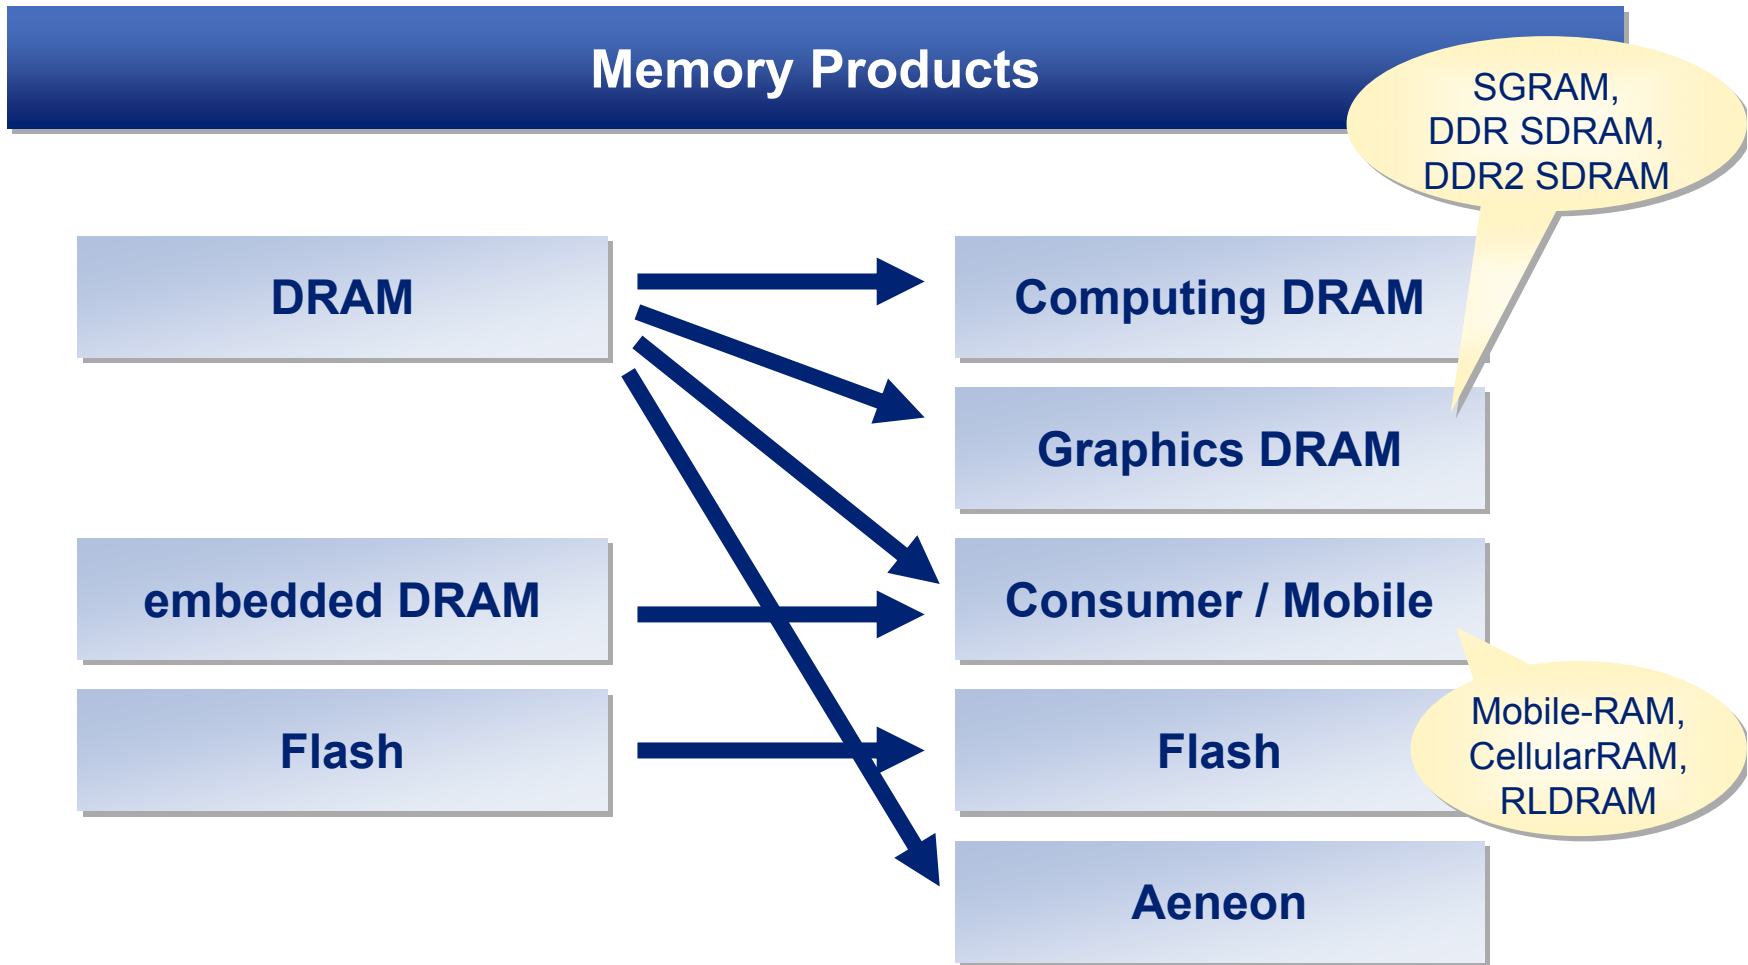 Memory Products
SGRAM,
DDR SDRAM,
DDR2 SDRAM
DRAM
Computing DRAM
Graphics DRAM
embedded DRAM
Consumer / Mobile
Flash
Flash
Mobile-RAM,
CellularRAM,
RLDRAM
Aeneon